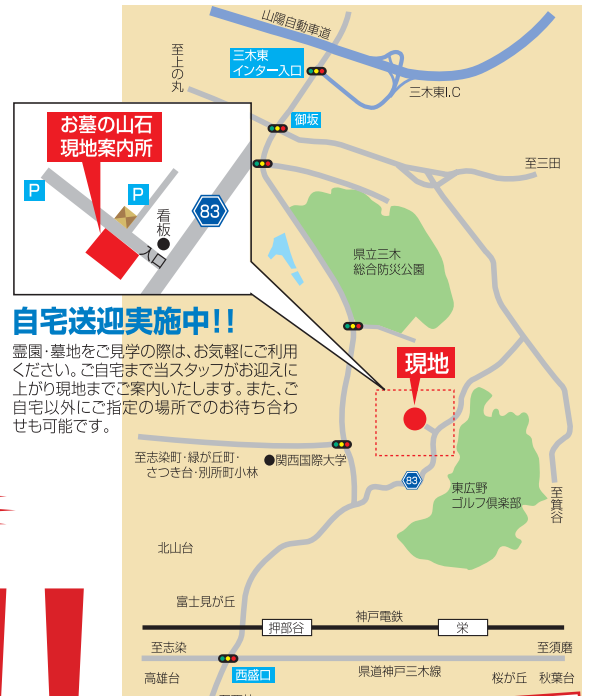 山陽自動車道
至上の丸
三木東
インター入口
三木東I.C
御坂
至三田
お墓の山石
現地案内所
P
P
看板
83
入口
県立三木
総合防災公園
自宅送迎実施中!!
霊園・墓地をご見学の際は、お気軽にご利用
ください。ご自宅まで当スタッフがお迎えに
上がり現地までご案内いたします。また、ご
自宅以外にご指定の場所でのお待ち合わ
せも可能です。
現地
至志染町・緑が丘町・
さつき台・別所町小林
関西国際大学
83
東広野
ゴルフ倶楽部
至箕谷
北山台
富士見が丘
神戸電鉄
押部谷
栄
至志染
至須磨
高雄台
西盛口
県道神戸三木線
桜が丘
秋葉台